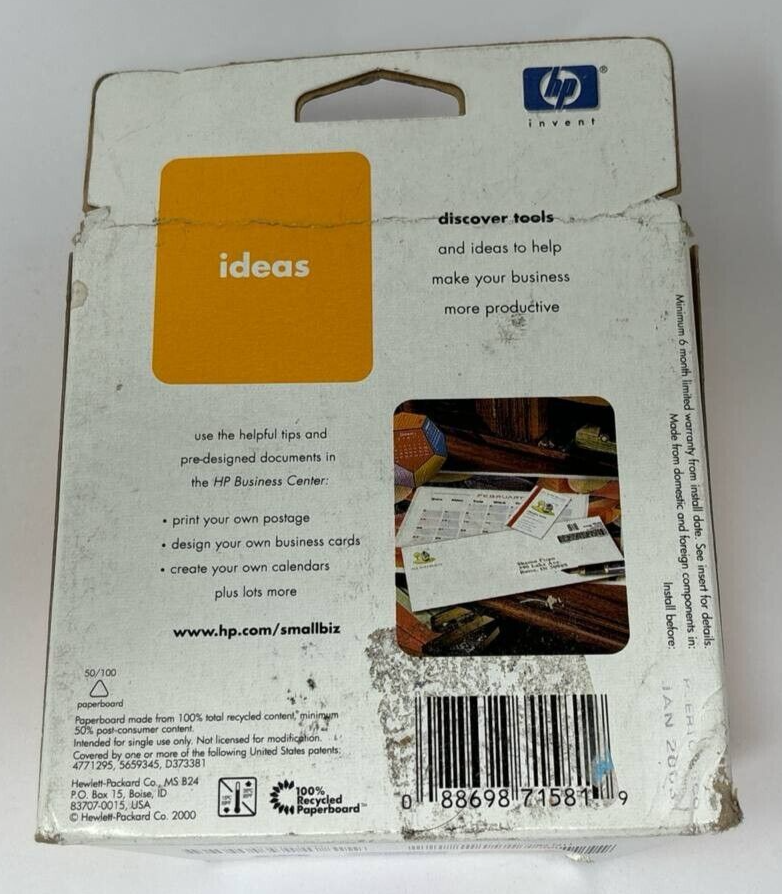 hp®
invent
ideas
discover tools
and ideas to help
make your business
more productive
use the helpful tips and
pre-designed documents in
the HP Business Center:
• print your own postage
• design your own business cards
• create your own calendars
plus lots more
www.hp.com/smallbiz
FEBRUARY
50/100
paperboard
Paperboard made from 100% total recycled content, minimum
50% post-consumer content.
Intended for single use only. Not licensed for modification.
Covered by one or more of the following United States patents:
4771295, 5659345, D373381
Hewlett-Packard Co., MS B24
P.O. Box 15, Boise, ID
83707-0015, USA
© Hewlett-Packard Co. 2000
100%
Recycled
Paperboard™
0 88698 71581 9
Minimum 6 month limited warranty from install date. See insert for details.
Made from domestic and foreign components in:
Install before:
JAN